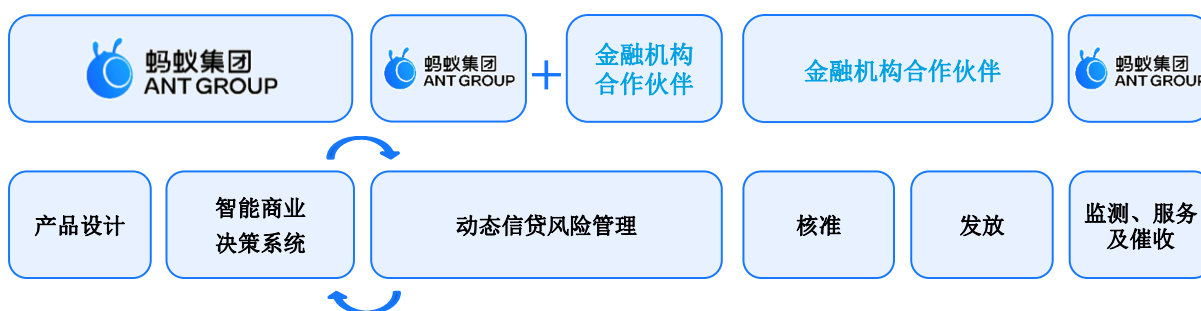 蚂蚁集团
ANT GROUP
蚂蚁集团
ANT GROUP
+
金融机构
合作伙伴
金融机构合作伙伴
蚂蚁集团
ANT GROUP
产品设计
智能商业
决策系统
动态信贷风险管理
核准
发放
监测、服务
及催收